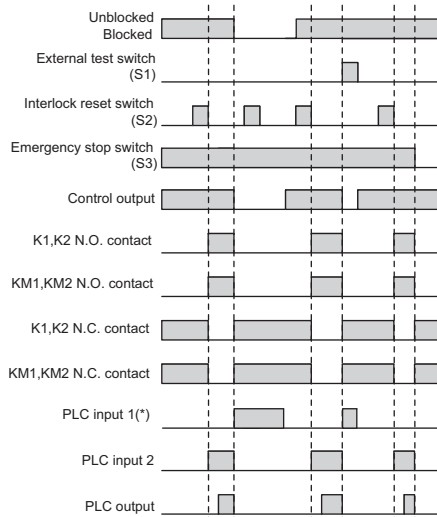 Unblocked
Blocked
External test switch
(S1)
Interlock reset switch
(S2)
Emergency stop switch
(S3)
Control output
K1,K2 N.O. contact
KM1,KM2 N.O. contact
K1,K2 N.C. contact
KM1,KM2 N.C. contact
PLC input 1(*)
PLC input 2
PLC output